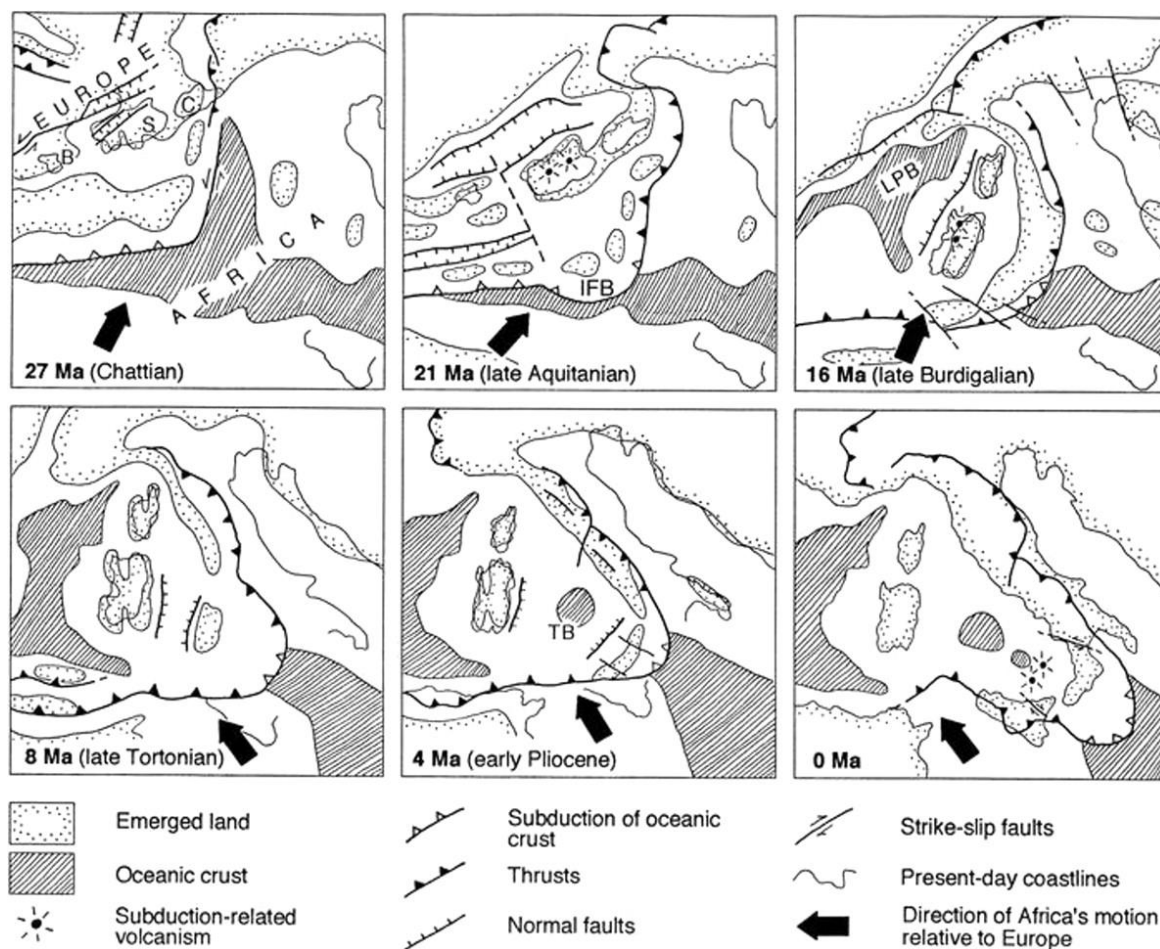 EUROPE
C
S
B
AFRICA
27 Ma (Chattian)
IFB
21 Ma (late Aquitanian)
LPB
16 Ma (late Burdigalian)
8 Ma (late Tortonian)
TB
4 Ma (early Pliocene)
0 Ma
Emerged land
Oceanic crust
Subduction-related
volcanism
Subduction of oceanic
crust
Thrusts
Normal faults
Strike-slip faults
Present-day coastlines
Direction of Africa's motion
relative to Europe